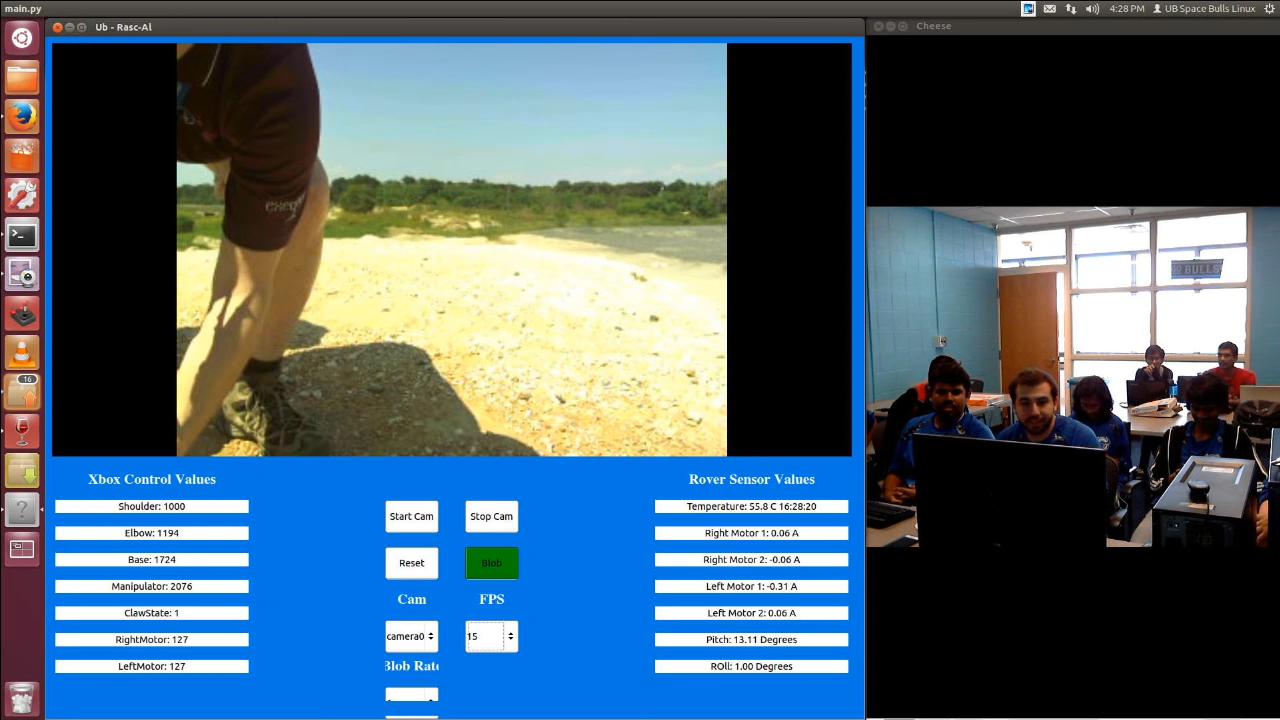 main.py
4:28 PM
UB Space Bulls Linux
Ub - Rasc-Al
Cheese
BULLS
16
Xbox Control Values
Shoulder: 1000
Elbow: 1194
Base: 1724
Manipulator: 2076
ClawState: 1
RightMotor: 127
LeftMotor: 127
Start Cam
Stop Cam
Reset
Blob
Cam
FPS
camera0
15
Blob Rate
Rover Sensor Values
Temperature: 55.8 C 16:28:20
Right Motor 1: 0.06 A
Right Motor 2: -0.06 A
Left Motor 1: -0.31 A
Left Motor 2: 0.06 A
Pitch: 13.11 Degrees
ROll: 1.00 Degrees